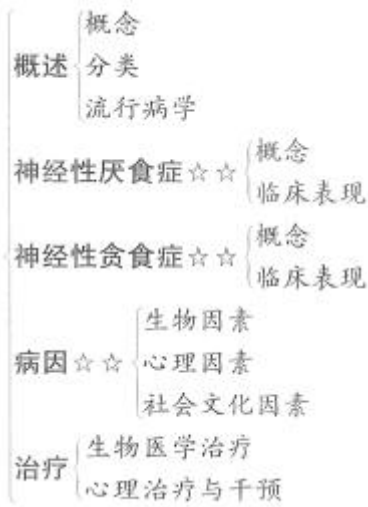 概述
概念
分类
流行病学
神经性厌食症☆☆
概念
临床表现
神经性贪食症☆☆
概念
临床表现
病因☆☆
生物因素
心理因素
社会文化因素
治疗
生物医学治疗
心理治疗与干预